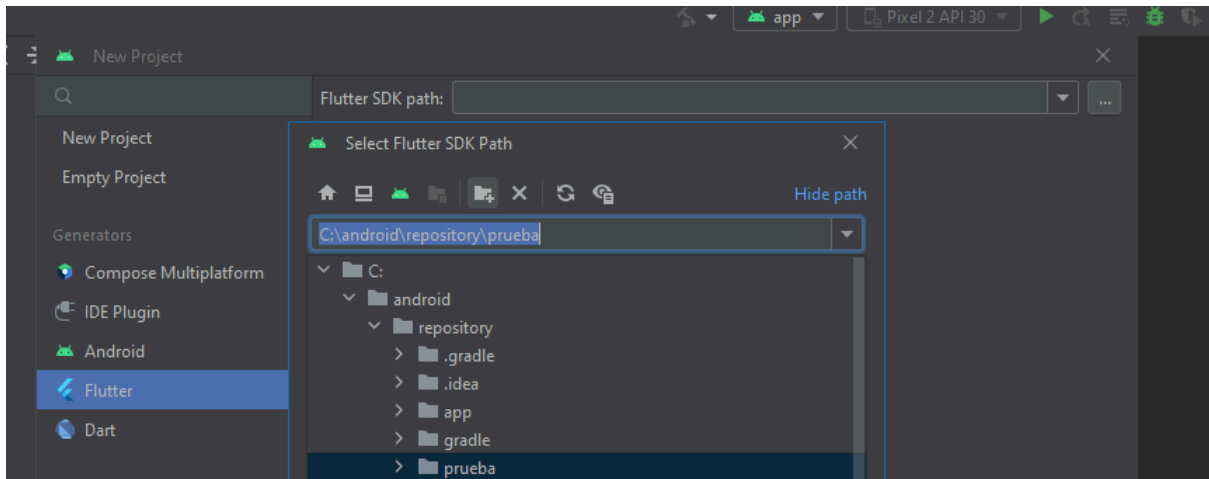 app
Pixel 2 API 30
New Project
Flutter SDK path:
...
New Project
Empty Project
Generators
Compose Multiplatform
IDE Plugin
Android
Flutter
Dart
Select Flutter SDK Path
Hide path
C:\android\repository\prueba
C:
android
repository
.gradle
.idea
app
gradle
prueba